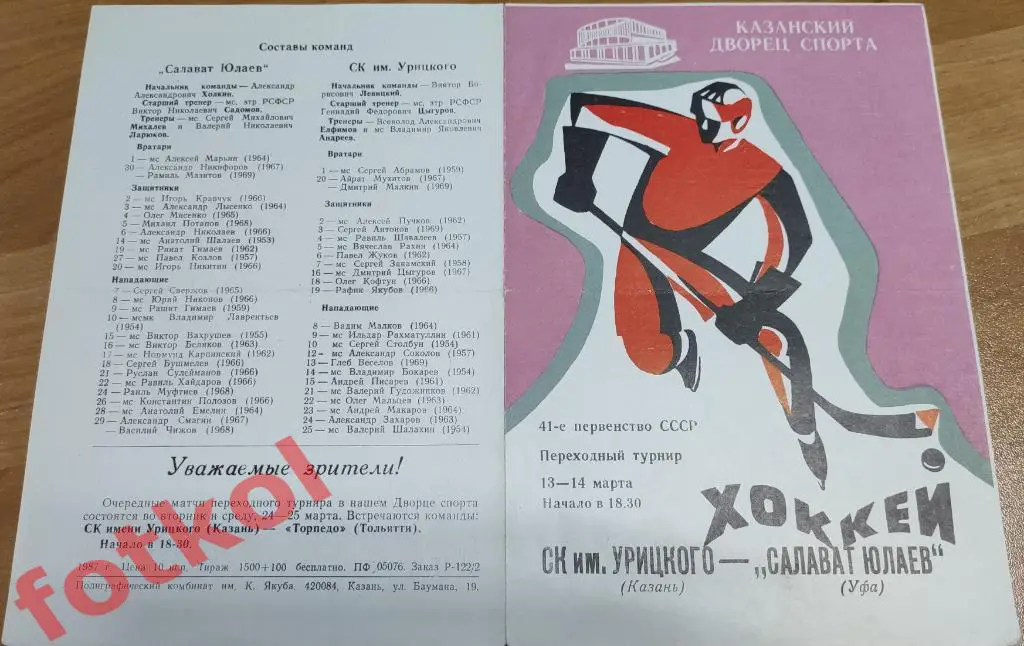 Составы команд
„Салават Юлаев"
Начальник команды — Александр
Александрович Холкин.
Старший тренер — мс, зтр РСФСР
Виктор Николаевич Садомов.
Тренеры — мс Сергей Михайлович
Михалев и Валерий Николаевич
Ларюков.
Вратари
1 — мс Алексей Марьин (1964)
30 — Александр Никифоров (1967)
— Рамиль Мазитов (1969)
Защитники
2 — мс Игорь Кравчук (1966)
3 — мс Александр Лысенко (1964)
4 — Олег Мисенко (1965)
5 — Михаил Потапов (1968)
6 — Александр Николаев (1966)
14 — мс Анатолий Шалаев (1953)
19 — мс Ринат Гимаев (1962)
27 — мс Павел Козлов (1957)
20 — мс Игорь Никитин (1966)
Нападающие
7 — Сергей Свержов (1965)
8 — мс Юрий Никонов (1966)
9 — мс Рашит Гимаев (1959)
10 — мсмк Владимир Лаврентьев
(1954)
15 — мс Виктор Вахрушев (1955)
16 — мс Виктор Беляков (1963)
17 — мс Нормунд Карпинский (1962)
18 — Сергей Бушмелев (1966)
21 — Руслан Сулейманов (1966)
22 — мс Равиль Хайдаров (1966)
24 — Раиль Муфтиев (1968)
26 — мс Константин Полозов (1966)
28 — мс Анатолий Емелин (1964)
29 — Александр Смагин (1967)
— Василий Чижов (1968)
СК им. Урицкого
Начальник команды — Виктор Бо-
рисович Левицкий.
Старший тренер — мс, зтр РСФСР
Геннадий Федорович Цыгуров.
Тренеры — Всеволод Александрович
Елфимов и мс Владимир Яковлевич
Андреев.
Вратари
1 — мс Сергей Абрамов (1959)
20 — Айрат Мухитов (1967)
— Дмитрий Малкин (1969)
Защитники
2 — мс Алексей Пучков (1962)
3 — Сергей Антонов (1969)
4 — мс Равиль Шавалеев (1957)
5 — мс Вячеслав Рахин (1964)
6 — Павел Жуков (1962)
7 — мс Сергей Закамский (1958)
16 — мс Дмитрий Цыгуров (1967)
18 — Олег Кофтун (1966)
19 — Рафик Якубов (1966)
Нападающие
8 — Вадим Малков (1964)
9 — мс Ильдар Рахматуллин (1961)
10 мс Сергей Столбун (1954)
12 — мс Александр Соколов (1957)
13 — Глеб Веселов (1969)
14 — мс Владимир Бокарев (1954)
15 — Андрей Писарев (1961)
21 — мс Валерий Гудожников (1962)
22 — мс Олег Мальцев (1963)
23 — мс Андрей Макаров (1964)
24 — Александр Захаров (1963)
25 — мс Валерий Шалахин (1954)
Уважаемые зрители!
Очередные матчи переходного турнира в нашем Дворце спорта
состоятся во вторник и среду, 24—25 марта. Встречаются команды:
СК имени Урицкого (Казань) — «Торпедо» (Тольятти).
Начало в 18-30.
1987 г. Цена 10 коп. Тираж 1500+100 бесплатно. ПФ 05076. Заказ Р-122/2
Полиграфический комбинат им. К. Якуба. 420084, Казань, ул. Баумана, 19.
КАЗАНСКИЙ
ДВОРЕЦ СПОРТА
41-е первенство СССР
Переходный турнир
13—14 марта
Начало в 18.30
ХОККЕЙ
СК им. УРИЦКОГО — „САЛАВАТ ЮЛАЕВ"
(Казань) (Уфа)
fotkol